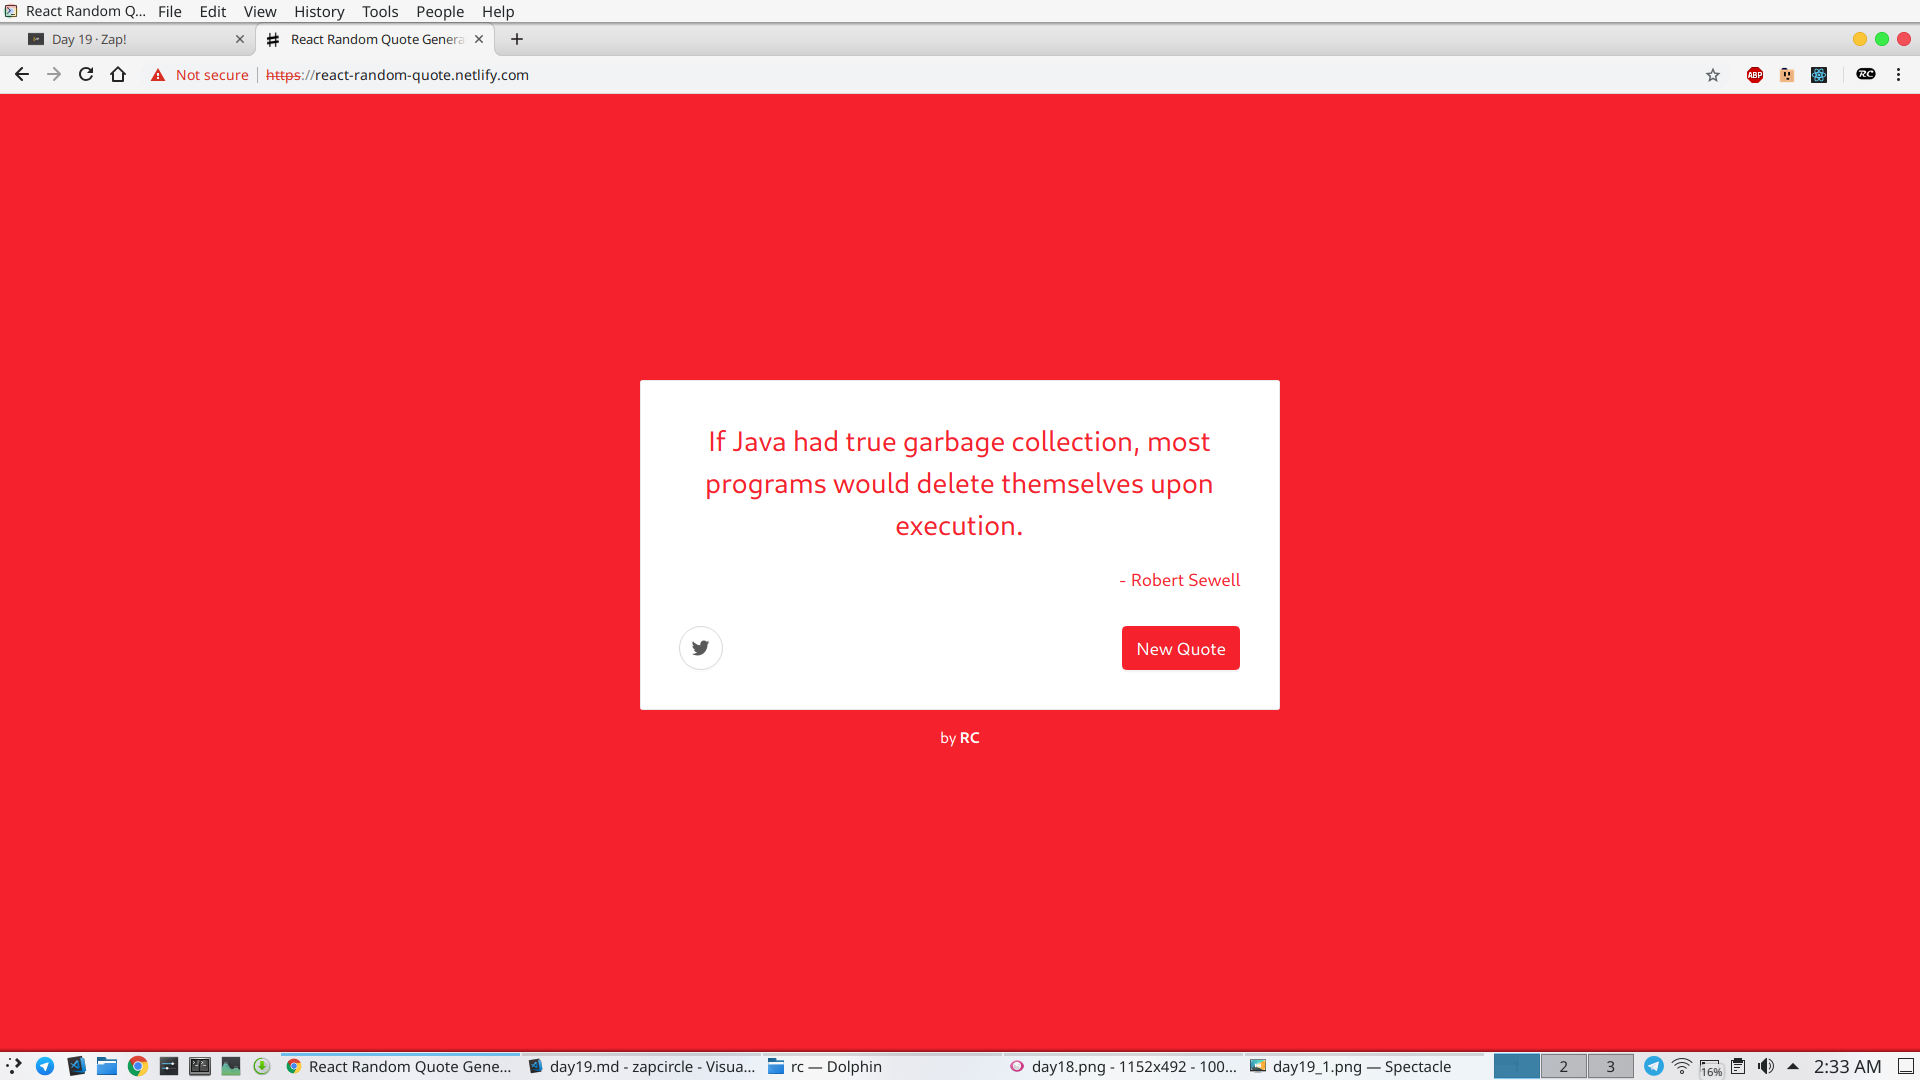 React Random Q... File Edit View History Tools People Help
Day 19 · Zap!
React Random Quote Genera
Not secure https://react-random-quote.netlify.com
ABP
RC
If Java had true garbage collection, most
programs would delete themselves upon
execution.
- Robert Sewell
New Quote
by RC
React Random Quote Gene... day19.md - zapcircle - Visua... rc — Dolphin day18.png - 1152x492 - 100... day19_1.png — Spectacle 2 3 16% 2:33 AM